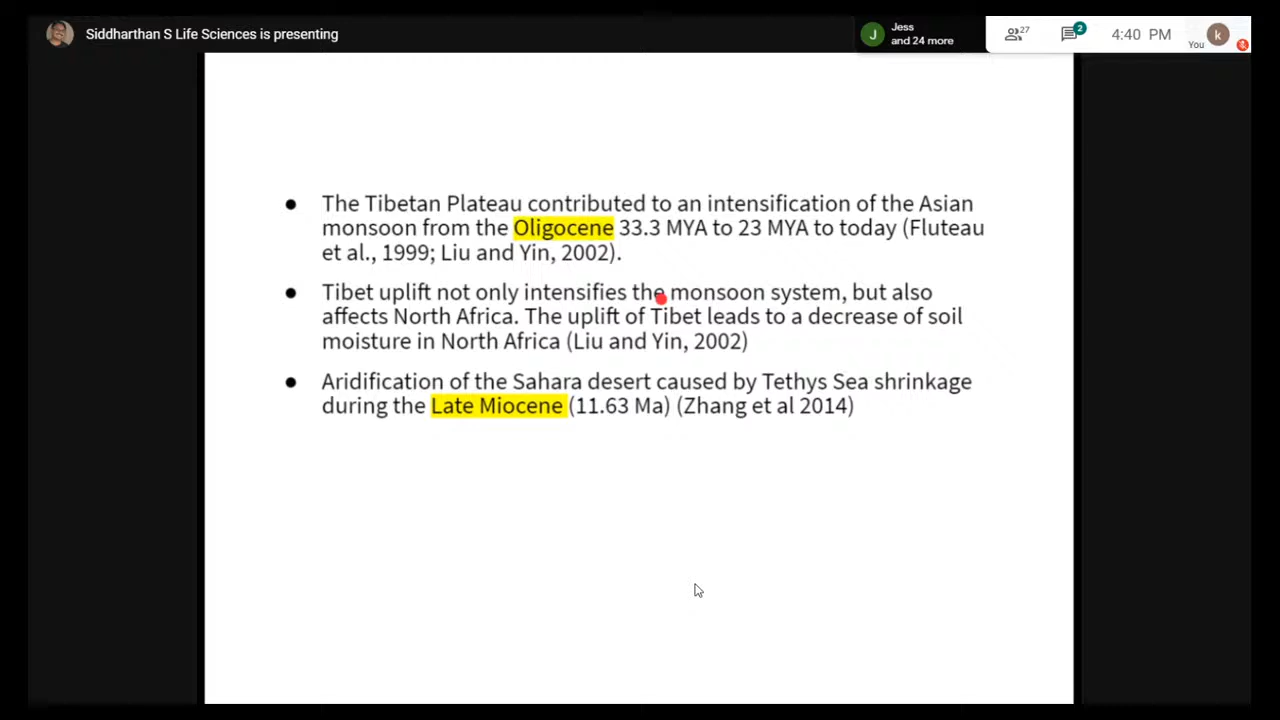 Siddharthan S Life Sciences is presenting
J
Jess
and 24 more
27
2
4:40 PM
You
k
● The Tibetan Plateau contributed to an intensification of the Asian
monsoon from the Oligocene 33.3 MYA to 23 MYA to today (Fluteau
et al., 1999; Liu and Yin, 2002).
● Tibet uplift not only intensifies the monsoon system, but also
affects North Africa. The uplift of Tibet leads to a decrease of soil
moisture in North Africa (Liu and Yin, 2002)
● Aridification of the Sahara desert caused by Tethys Sea shrinkage
during the Late Miocene (11.63 Ma) (Zhang et al 2014)